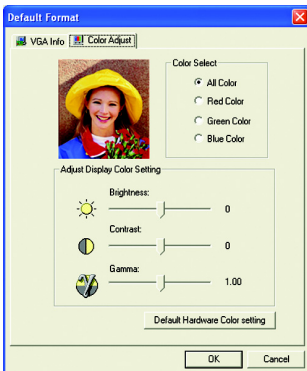 Default Format
VGA Info
Color Adjust
Color Select
All Color
Red Color
Green Color
Blue Color
Adjust Display Color Setting
Brightness:
0
Contrast:
0
Gamma:
1.00
Default Hardware Color setting
OK
Cancel